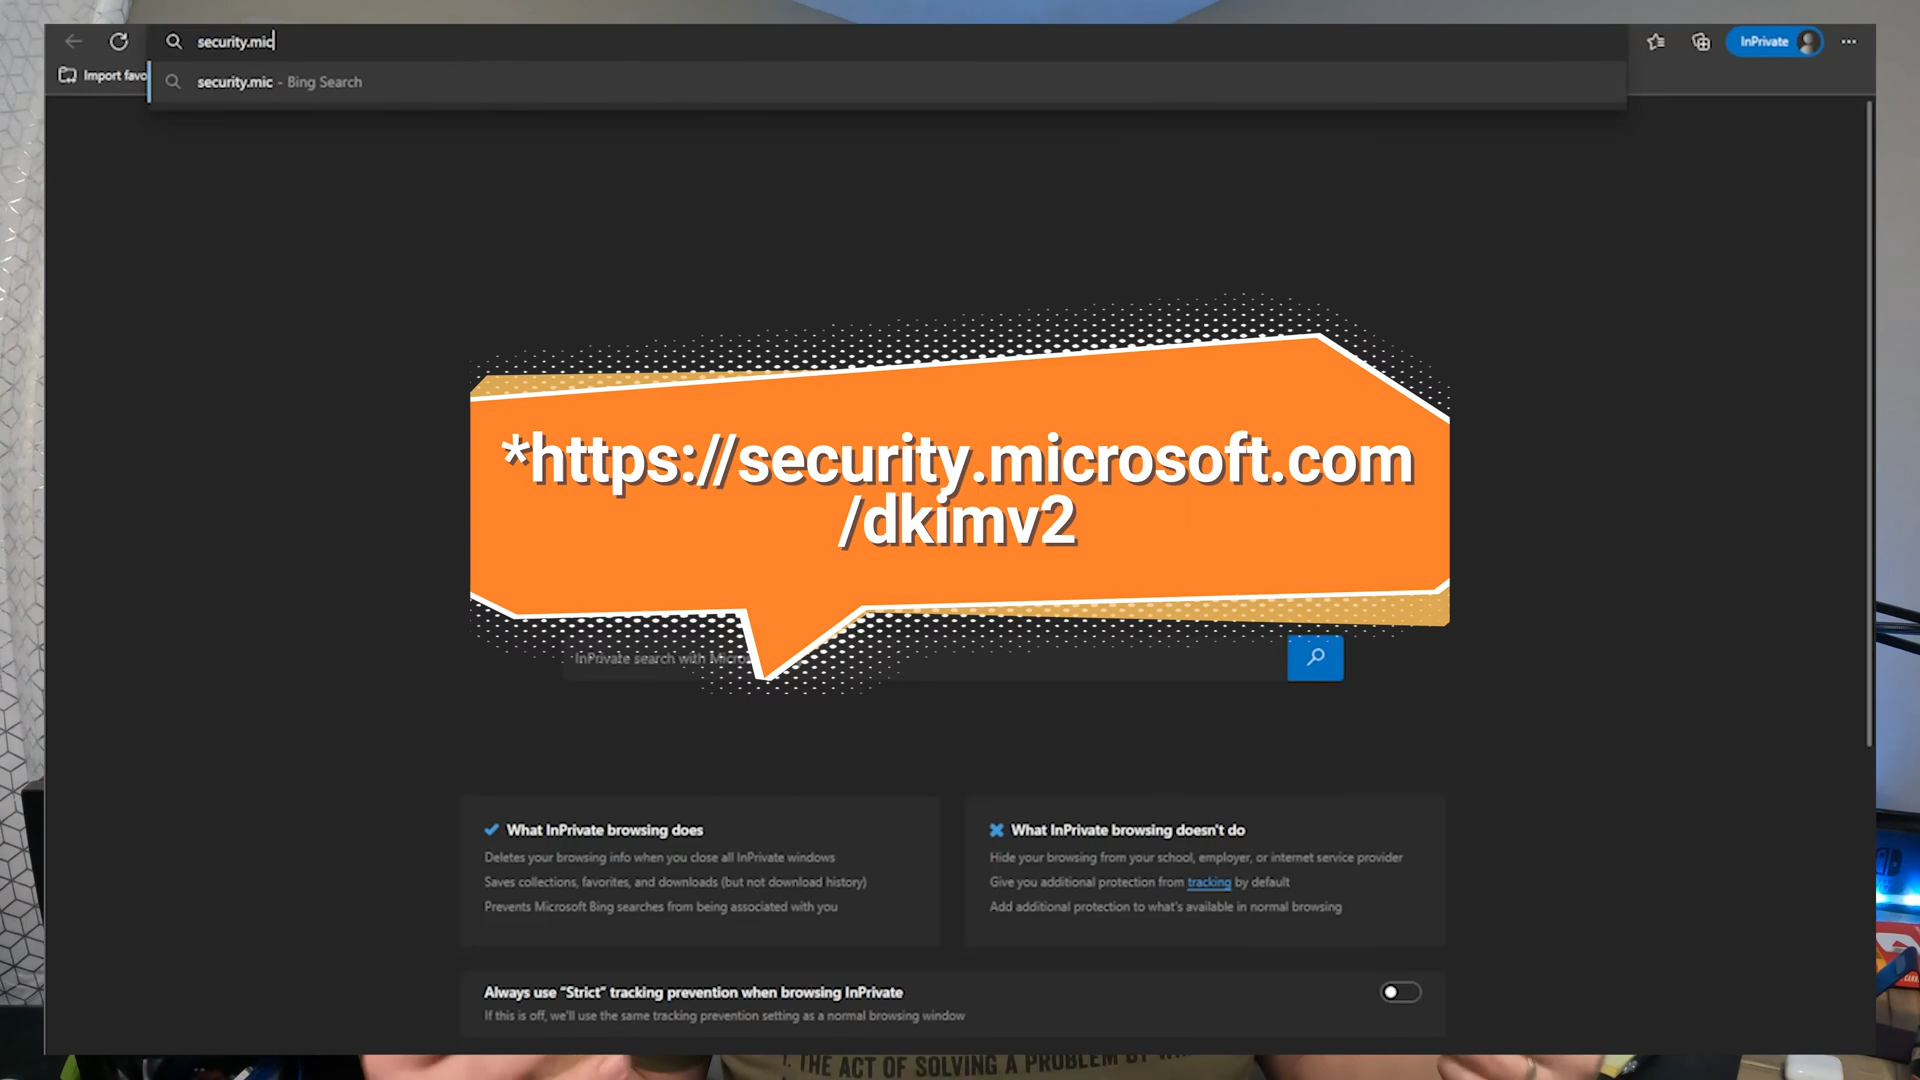 security.mic
InPrivate
Import favo
security.mic - Bing Search
*https://security.microsoft.com
/dkimv2
InPrivate search with Micro
What InPrivate browsing does
Deletes your browsing info when you close all InPrivate windows
Saves collections, favorites, and downloads (but not download history)
Prevents Microsoft Bing searches from being associated with you
What InPrivate browsing doesn't do
Hide your browsing from your school, employer, or internet service provider
Give you additional protection from tracking by default
Add additional protection to what's available in normal browsing
Always use “Strict” tracking prevention when browsing InPrivate
If this is off, we'll use the same tracking prevention setting as a normal browsing window
1. THE ACT OF SOLVING A PROBLEM